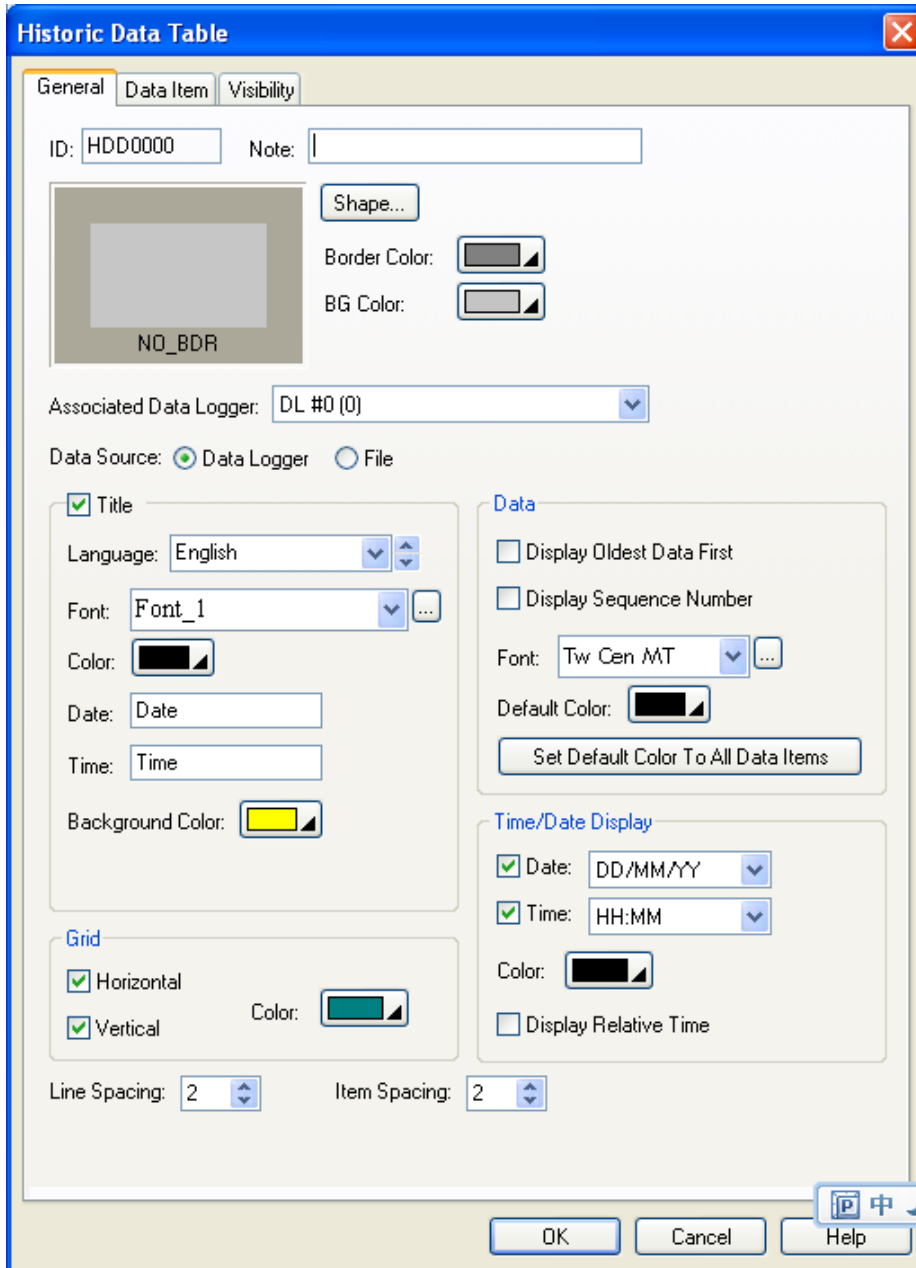 Historic Data Table
General Data Item Visibility
ID: HDD0000 Note:
Shape...
Border Color:
BG Color:
NO_BDR
Associated Data Logger: DL #0 (0)
Data Source: Data Logger File
Title
Language: English
Font: Font_1 ...
Color:
Date: Date
Time: Time
Background Color:
Data
Display Oldest Data First
Display Sequence Number
Font: Tw Cen MT ...
Default Color:
Set Default Color To All Data Items
Time/Date Display
Date: DD/MM/YY
Time: HH:MM
Color:
Display Relative Time
Grid
Horizontal
Vertical
Color:
Line Spacing: 2 Item Spacing: 2
P 中
OK Cancel Help